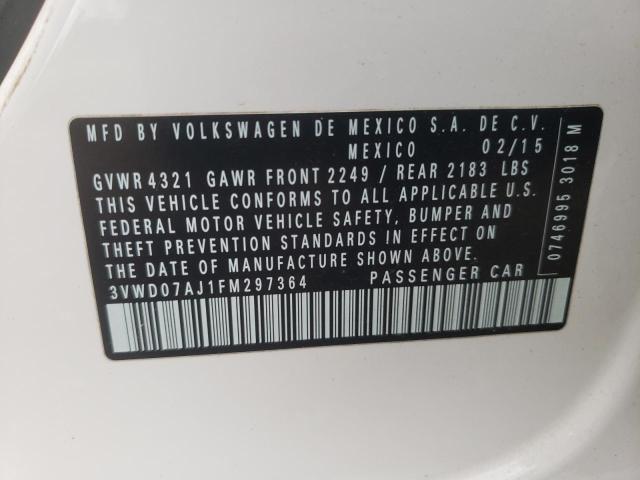 MFD BY VOLKSWAGEN DE MEXICO S.A. DE C.V.
MEXICO 02/15
GVWR 4321 GAWR FRONT 2249 / REAR 2183 LBS
THIS VEHICLE CONFORMS TO ALL APPLICABLE U.S.
FEDERAL MOTOR VEHICLE SAFETY, BUMPER AND
THEFT PREVENTION STANDARDS IN EFFECT ON
THE DATE OF MANUFACTURE SHOWN ABOVE.
3VWD07AJ1FM297364 PASSENGER CAR
0746995 3018 M